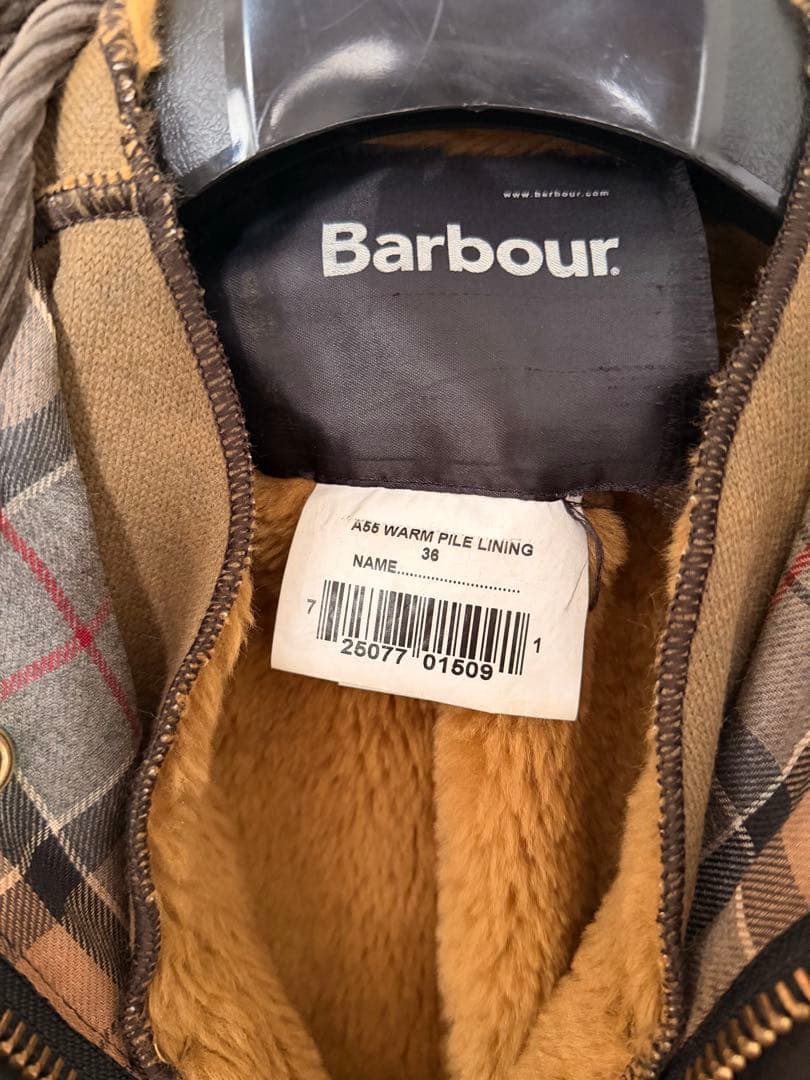 www.barbour.com
Barbour.
A55 WARM PILE LINING
36
NAME............................
7 25077 01509 1